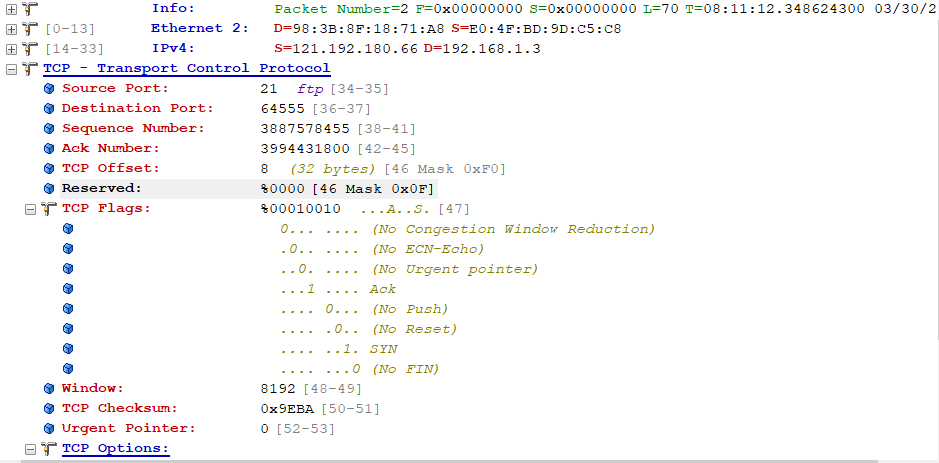 Info: Packet Number=2 F=0x00000000 S=0x00000000 L=70 T=08:11:12.348624300 03/30/2
[0-13] Ethernet 2: D=98:3B:8F:18:71:A8 S=E0:4F:BD:9D:C5:C8
[14-33] IPv4: S=121.192.180.66 D=192.168.1.3
TCP - Transport Control Protocol
Source Port: 21 ftp [34-35]
Destination Port: 64555 [36-37]
Sequence Number: 3887578455 [38-41]
Ack Number: 3994431800 [42-45]
TCP Offset: 8 (32 bytes) [46 Mask 0xF0]
Reserved: %0000 [46 Mask 0x0F]
TCP Flags: %00010010 ...A..S. [47]
0... .... (No Congestion Window Reduction)
.0.. .... (No ECN-Echo)
..0. .... (No Urgent pointer)
...1 .... Ack
.... 0... (No Push)
.... .0.. (No Reset)
.... ..1. SYN
.... ...0 (No FIN)
Window: 8192 [48-49]
TCP Checksum: 0x9EBA [50-51]
Urgent Pointer: 0 [52-53]
TCP Options: